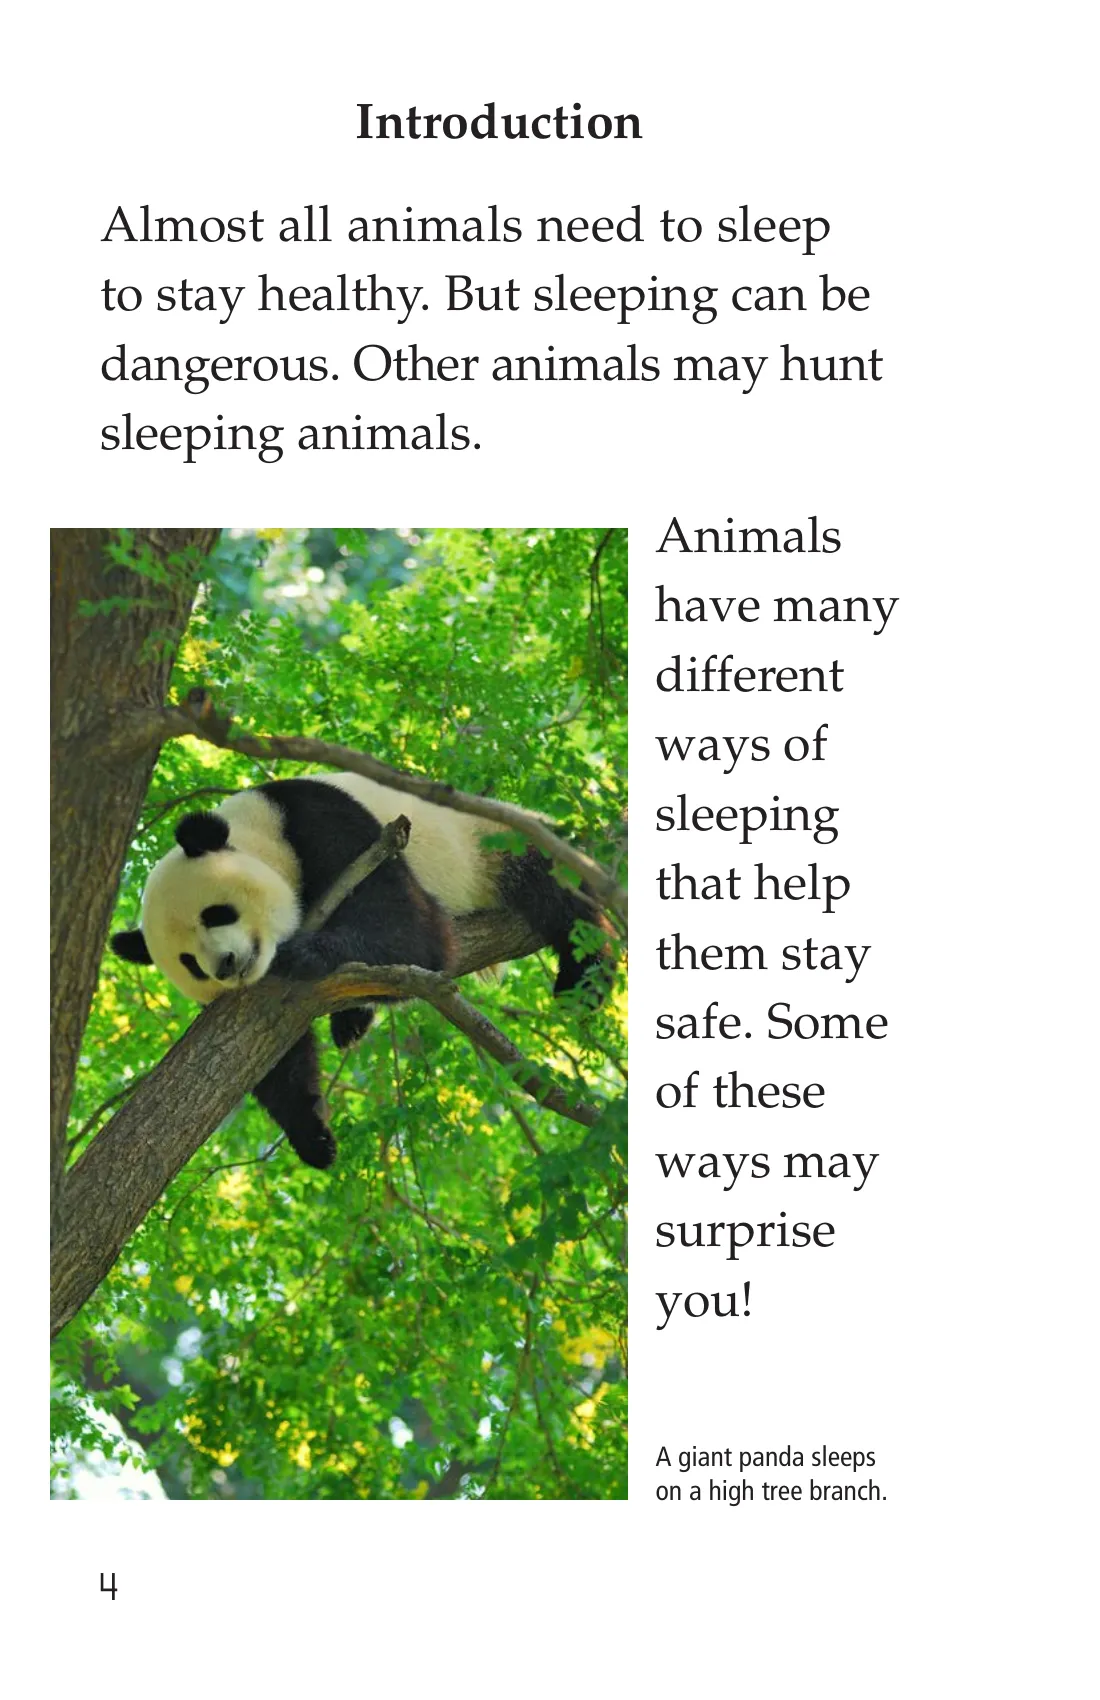 Introduction
Almost all animals need to sleep
to stay healthy. But sleeping can be
dangerous. Other animals may hunt
sleeping animals.
Animals
have many
different
ways of
sleeping
that help
them stay
safe. Some
of these
ways may
surprise
you!
A giant panda sleeps
on a high tree branch.
4